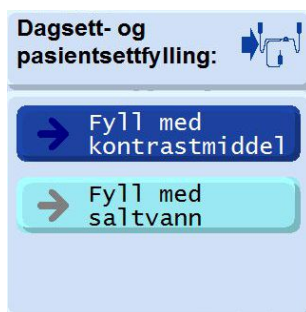 Dagsett- og
pasientsettfylling:
Fyll med
kontrastmiddel
Fyll med
saltvann